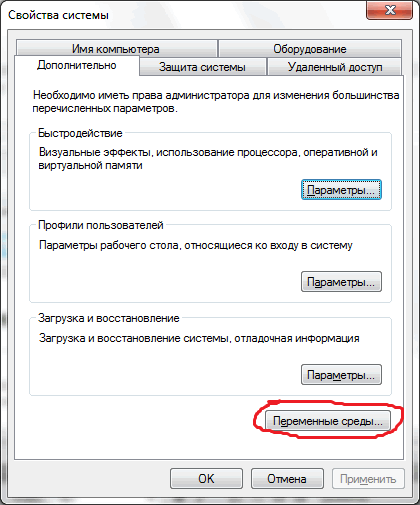 Свойства системы
Имя компьютера
Оборудование
Дополнительно
Защита системы
Удаленный доступ
Необходимо иметь права администратора для изменения большинства
перечисленных параметров.
Быстродействие
Визуальные эффекты, использование процессора, оперативной и
виртуальной памяти
Параметры...
Профили пользователей
Параметры рабочего стола, относящиеся ко входу в систему
Параметры...
Загрузка и восстановление
Загрузка и восстановление системы, отладочная информация
Параметры...
Переменные среды...
OK
Отмена
Применить